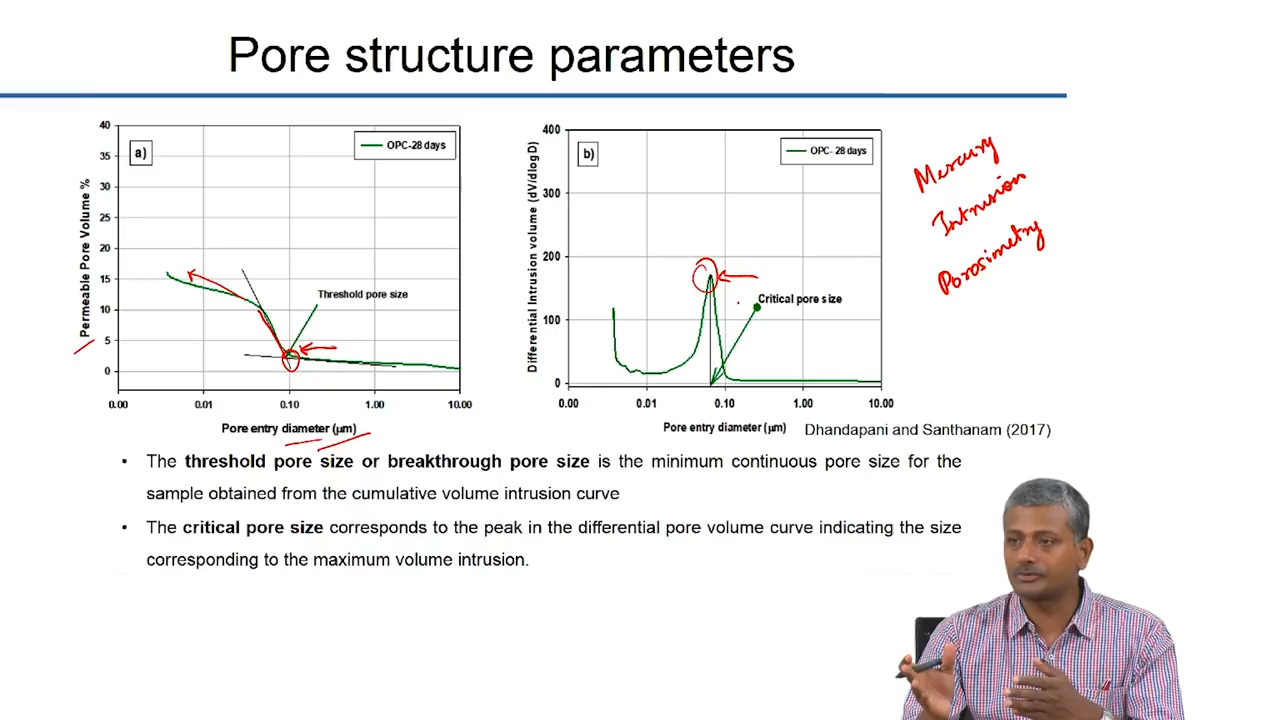 Pore structure parameters
40
35
30
25
20
15
10
5
0
Permeable Pore Volume %
a)
OPC-28 days
Threshold pore size
0.00 0.01 0.10 1.00 10.00
Pore entry diameter (µm)
400
300
200
100
0
Differential Intrusion volume (dV/dlogD)
b)
OPC- 28 days
Critical pore size
0.00 0.01 0.10 1.00 10.00
Pore entry diameter (µm)
Mercury
Intrusion
Porosimetry
Dhandapani and Santhanam (2017)
• The threshold pore size or breakthrough pore size is the minimum continuous pore size for the
sample obtained from the cumulative volume intrusion curve
• The critical pore size corresponds to the peak in the differential pore volume curve indicating the size
corresponding to the maximum volume intrusion.